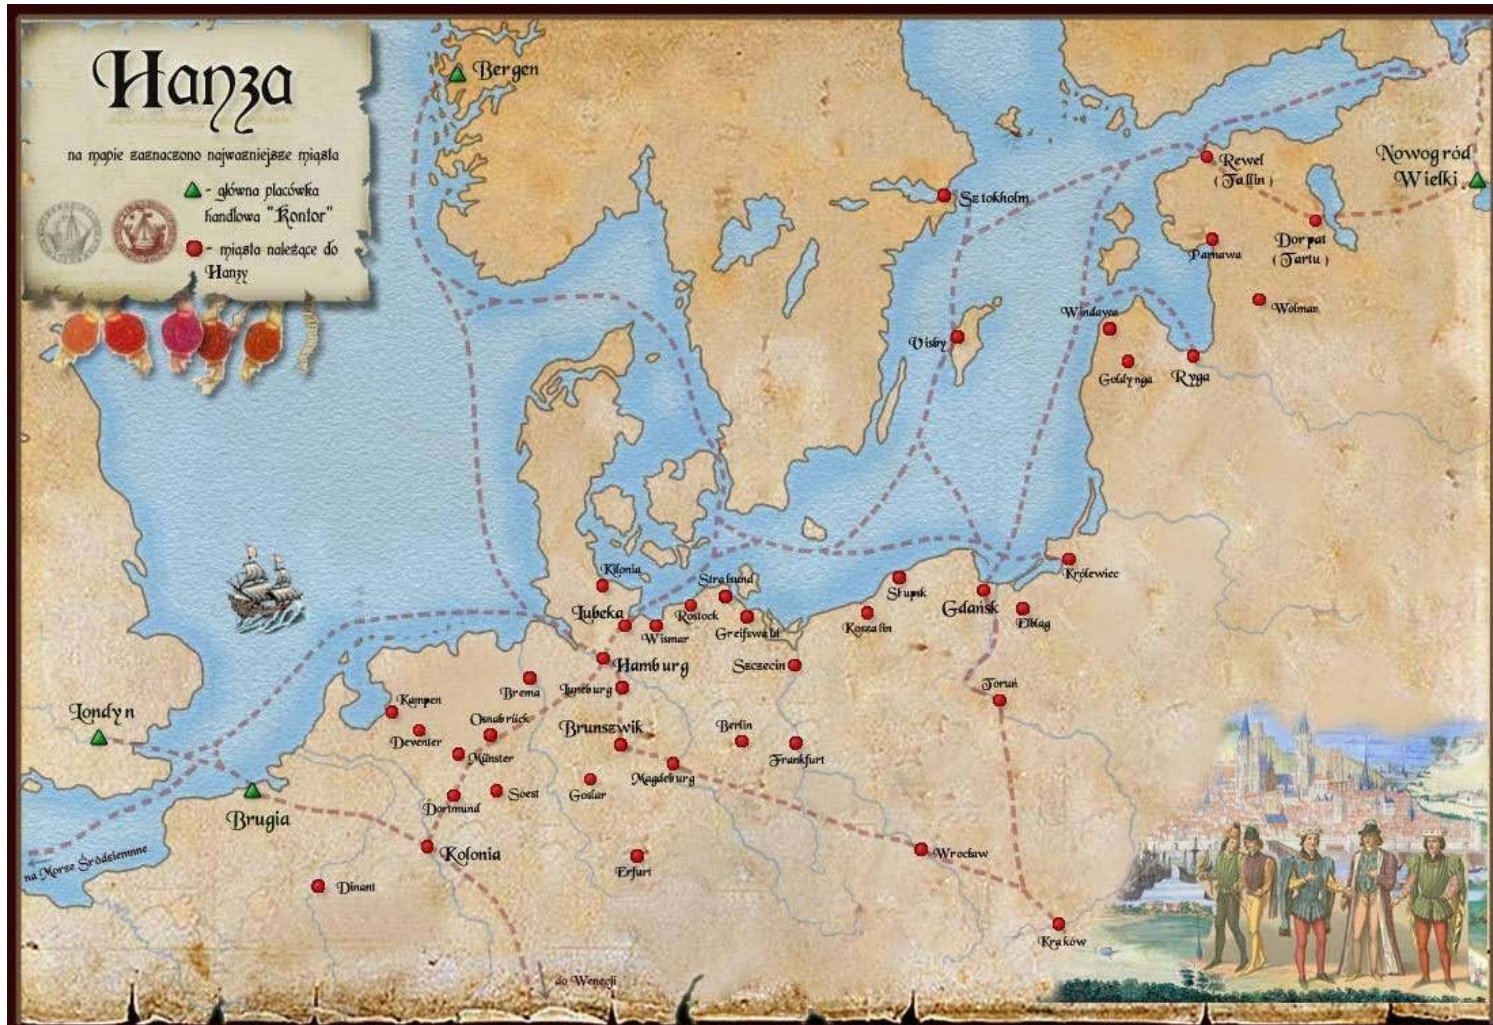 Hanza
na mapie zaznaczono najważniejsze miasta
- główna placówka
handlowa "Kontor"
- miasta należące do
Hanzy
Bergen
Nowogród
Wielki
Rewel
(Tallin)
Sztokholm
Dorpat
(Tartu)
Parnawa
Wolmar
Windawa
Visby
Goldynga
Ryga
Kilonia
Stralsund
Królewiec
Słupsk
Lubeka
Rostock
Gdańsk
Elbląg
Wismar
Greifswald
Koszalin
Hamburg
Szczecin
Brema
Luneburg
Toruń
Kampen
Londyn
Osnabrück
Brunszwik
Berlin
Deventer
Münster
Frankfurt
Magdeburg
Soest
Goslar
Dortmund
Brugia
Kolonia
Wrocław
na Morze Śródziemne
Erfurt
Dinant
Kraków
do Wenecji